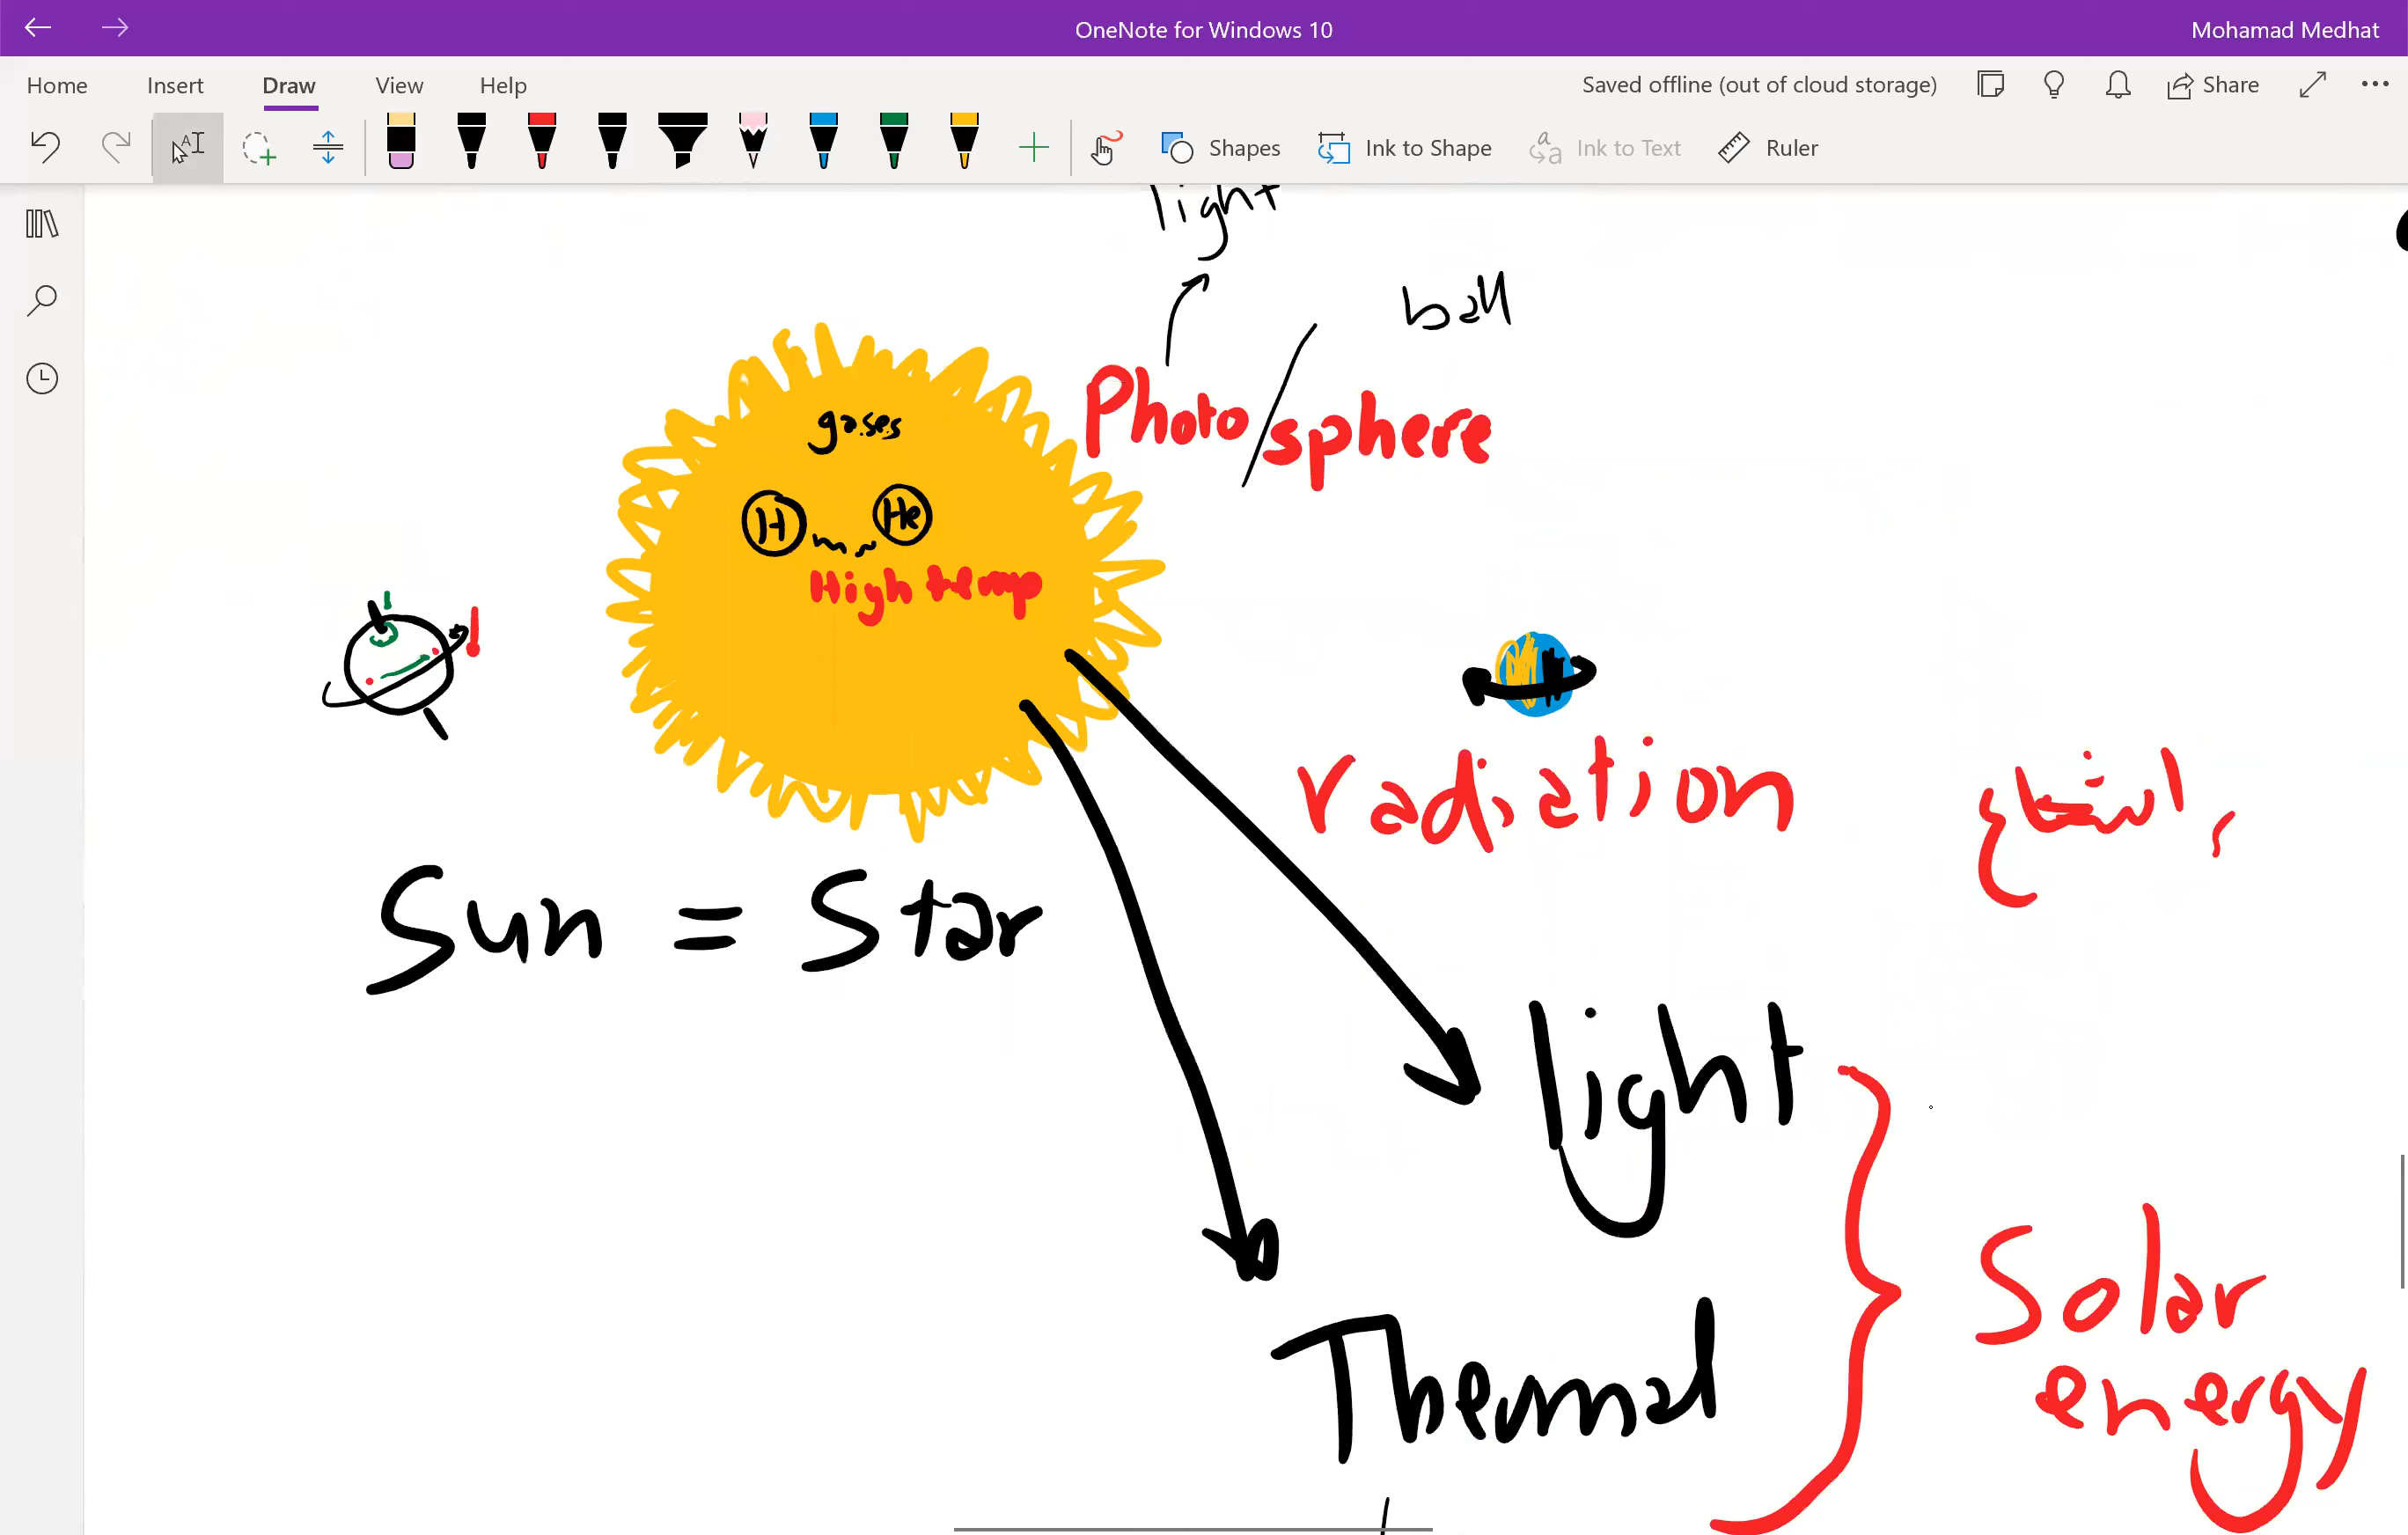 OneNote for Windows 10
Mohamad Medhat
Home Insert Draw View Help
Saved offline (out of cloud storage)
Share
Shapes
Ink to Shape
Ink to Text
Ruler
light
ball
Photo/sphere
gases
H He
High temp
radiation
Sun = Star
light
Thermal
Solar
energy